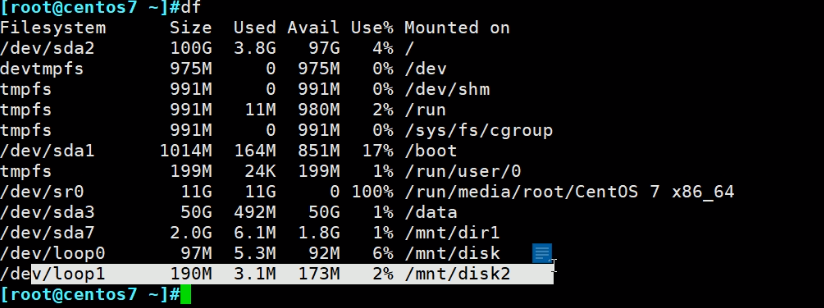 [root@centos7 ~]#df
Filesystem      Size  Used Avail Use% Mounted on
/dev/sda2       100G  3.8G   97G   4% /
devtmpfs        975M     0  975M   0% /dev
tmpfs           991M     0  991M   0% /dev/shm
tmpfs           991M   11M  980M   2% /run
tmpfs           991M     0  991M   0% /sys/fs/cgroup
/dev/sda1      1014M  164M  851M  17% /boot
tmpfs           199M   24K  199M   1% /run/user/0
/dev/sr0         11G   11G     0 100% /run/media/root/CentOS 7 x86_64
/dev/sda3        50G  492M   50G   1% /data
/dev/sda7       2.0G  6.1M  1.8G   1% /mnt/dir1
/dev/loop0       97M  5.3M   92M   6% /mnt/disk
/dev/loop1      190M  3.1M  173M   2% /mnt/disk2
[root@centos7 ~]#